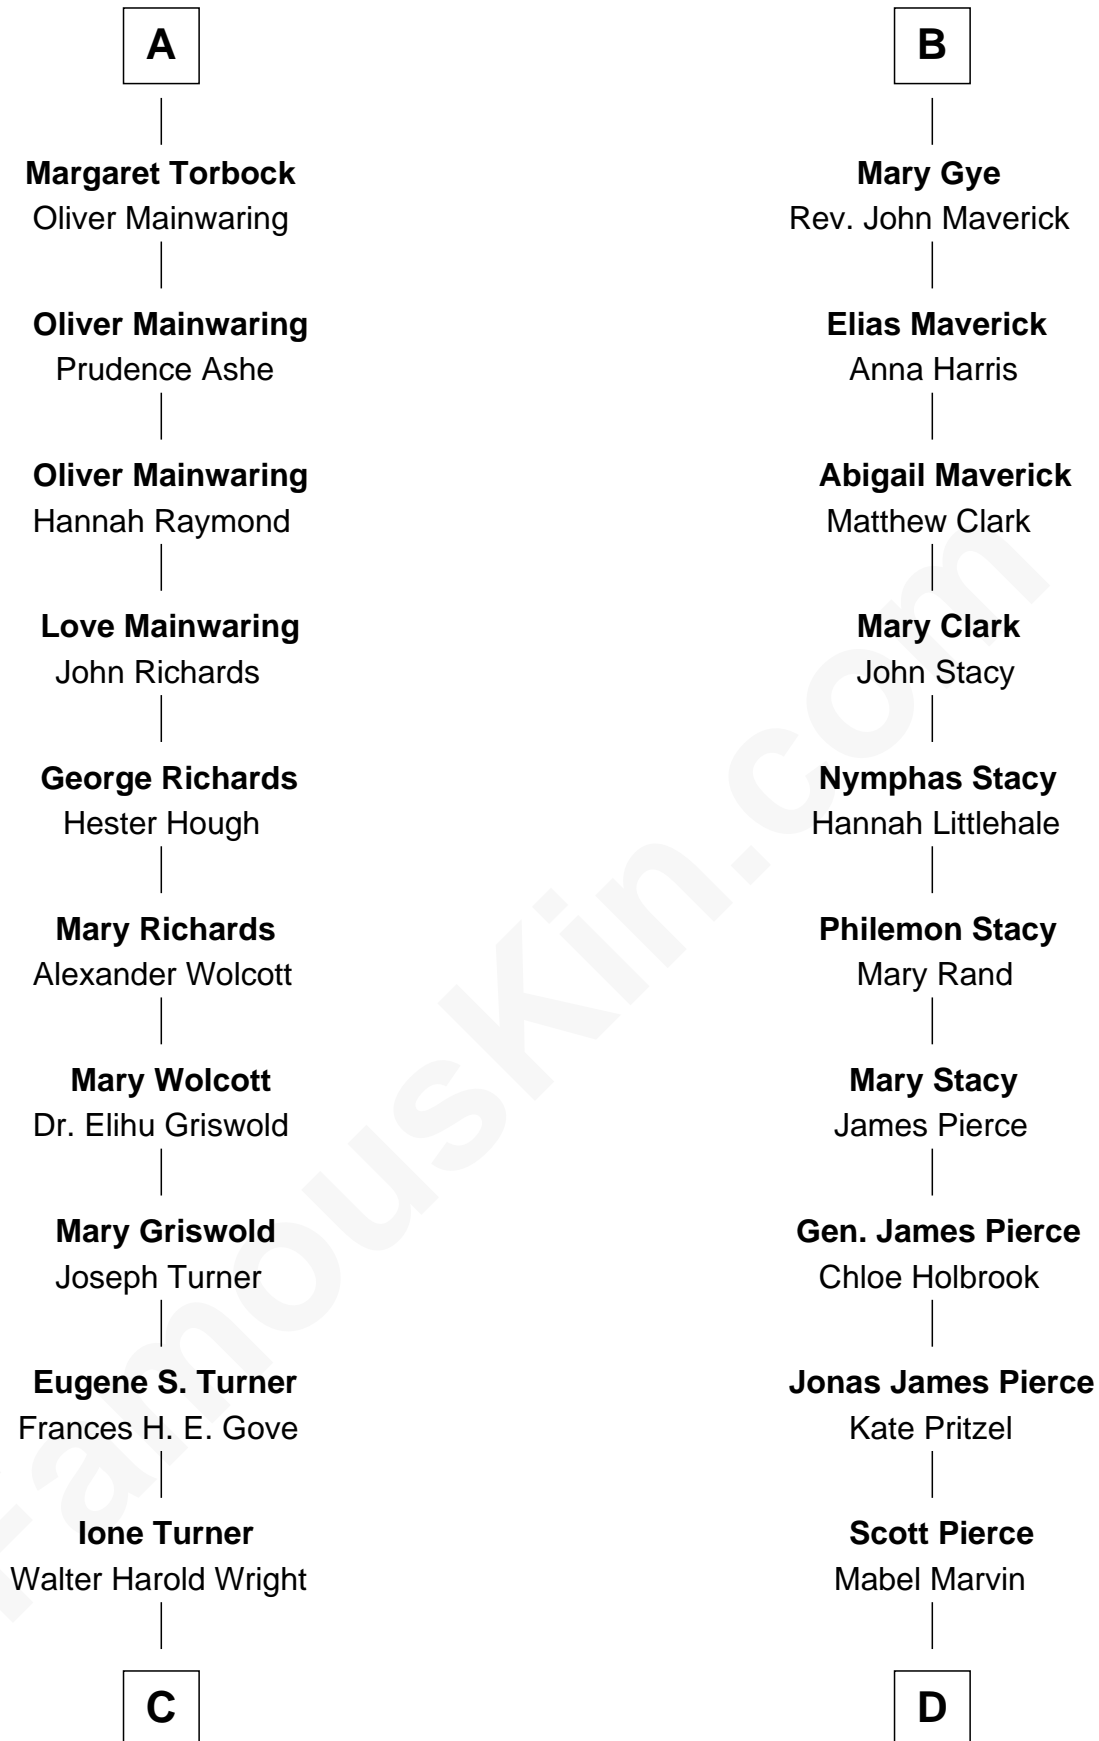 A
Margaret Torbock
Oliver Mainwaring
Oliver Mainwaring
Prudence Ashe
Oliver Mainwaring
Hannah Raymond
Love Mainwaring
John Richards
George Richards
Hester Hough
Mary Richards
Alexander Wolcott
Mary Wolcott
Dr. Elihu Griswold
Mary Griswold
Joseph Turner
Eugene S. Turner
Frances H. E. Gove
Ione Turner
Walter Harold Wright
C
B
Mary Gye
Rev. John Maverick
Elias Maverick
Anna Harris
Abigail Maverick
Matthew Clark
Mary Clark
John Stacy
Nymphas Stacy
Hannah Littlehale
Philemon Stacy
Mary Rand
Mary Stacy
James Pierce
Gen. James Pierce
Chloe Holbrook
Jonas James Pierce
Kate Pritzel
Scott Pierce
Mabel Marvin
D
FamousKin.com